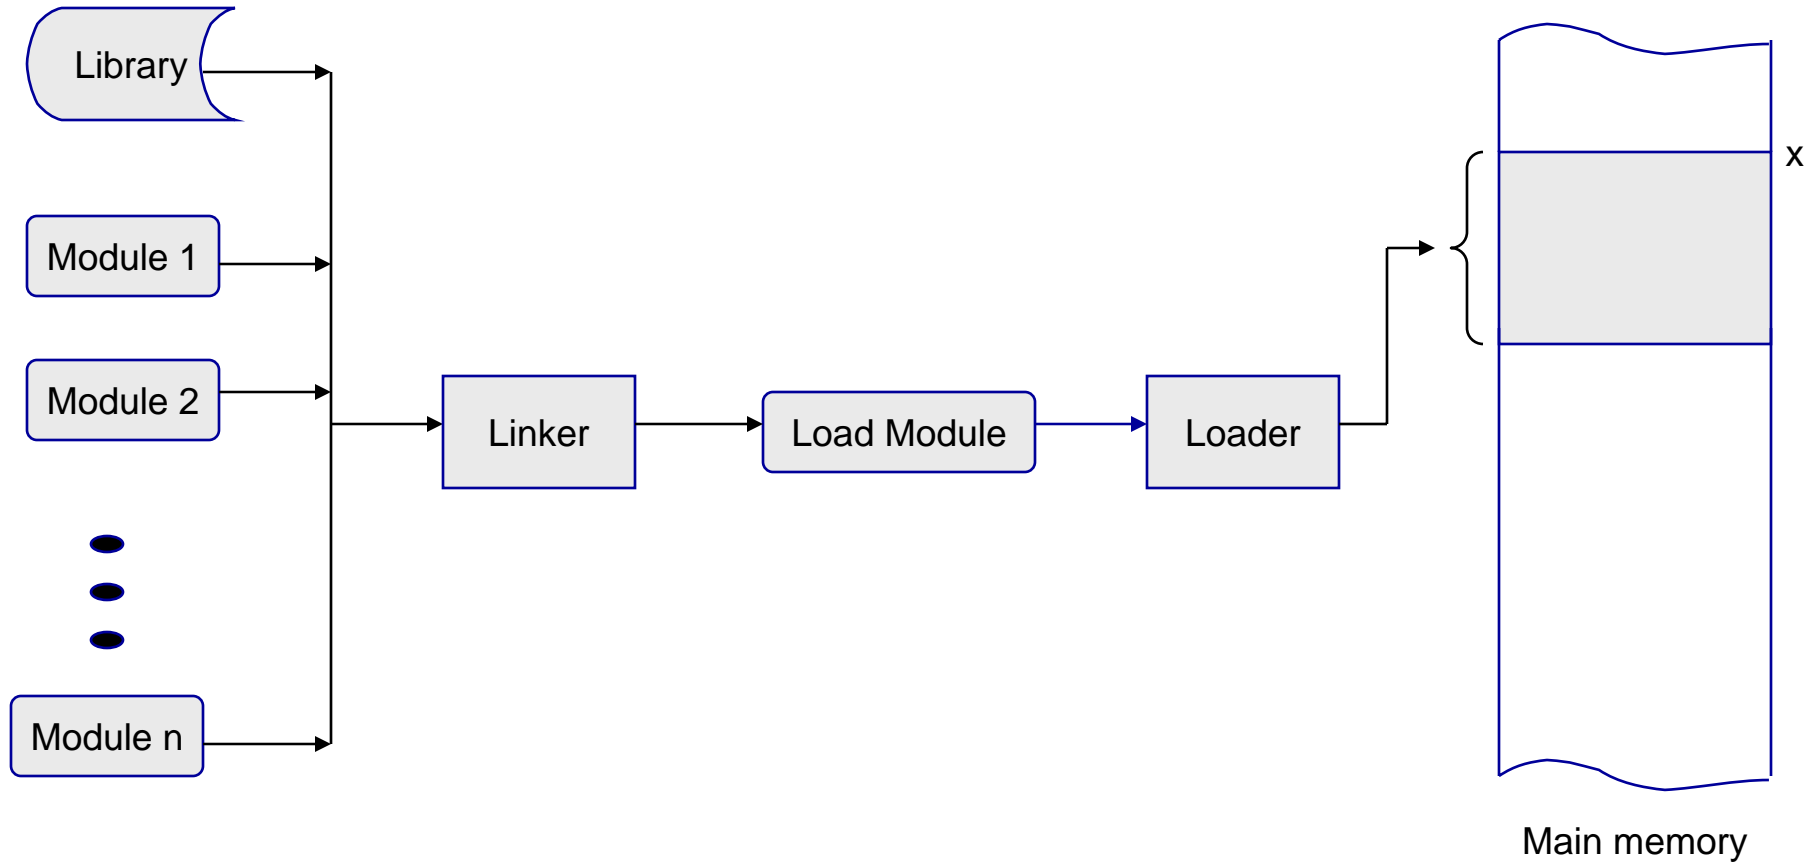 Library
x
Module 1
Module 2
Linker
Load Module
Loader
Module n
Main memory